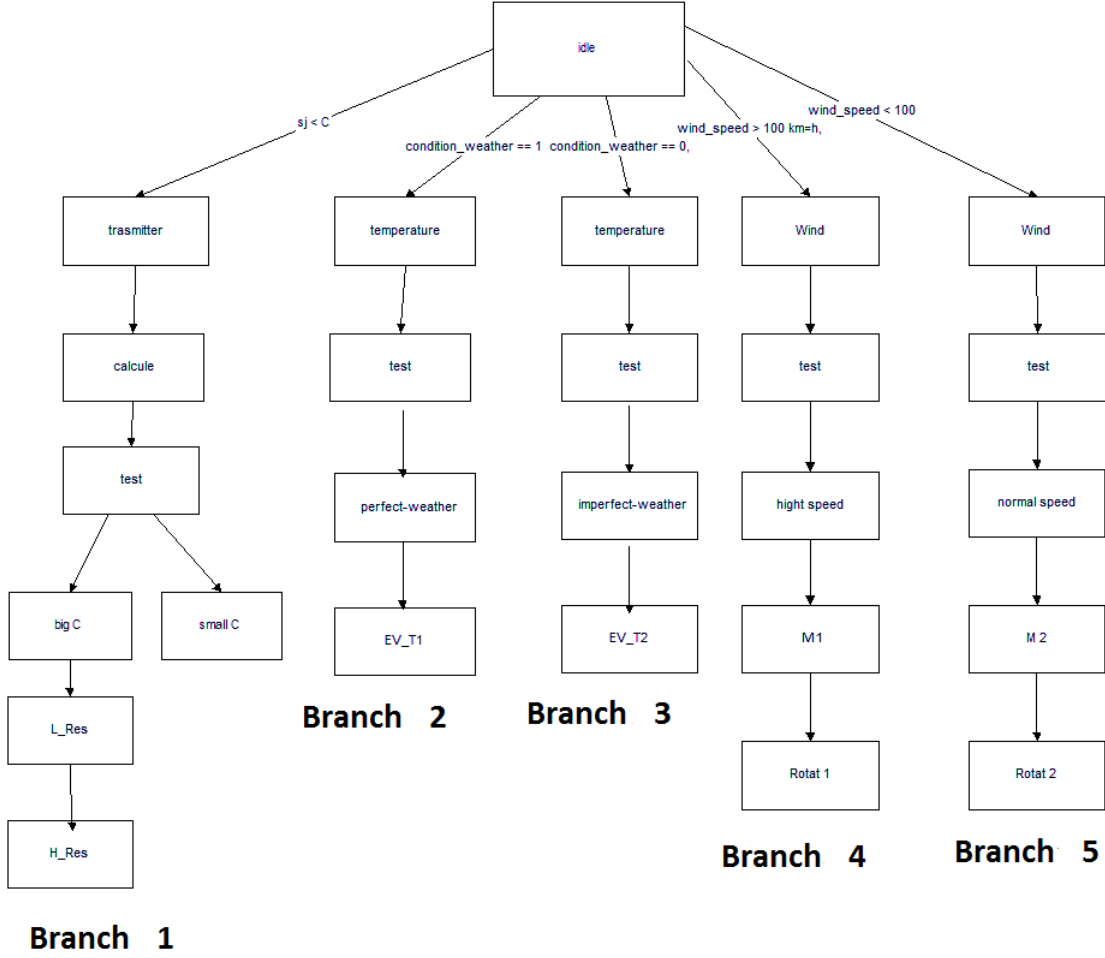 idle
sj < C
condition_weather == 1
condition_weather == 0,
wind_speed > 100 km=h,
wind_speed < 100
trasmitter
temperature
temperature
Wind
Wind
calcule
test
test
test
test
test
perfect-weather
imperfect-weather
hight speed
normal speed
big C
small C
EV_T1
EV_T2
M1
M 2
L_Res
Branch 2
Branch 3
Rotat 1
Rotat 2
H_Res
Branch 4
Branch 5
Branch 1